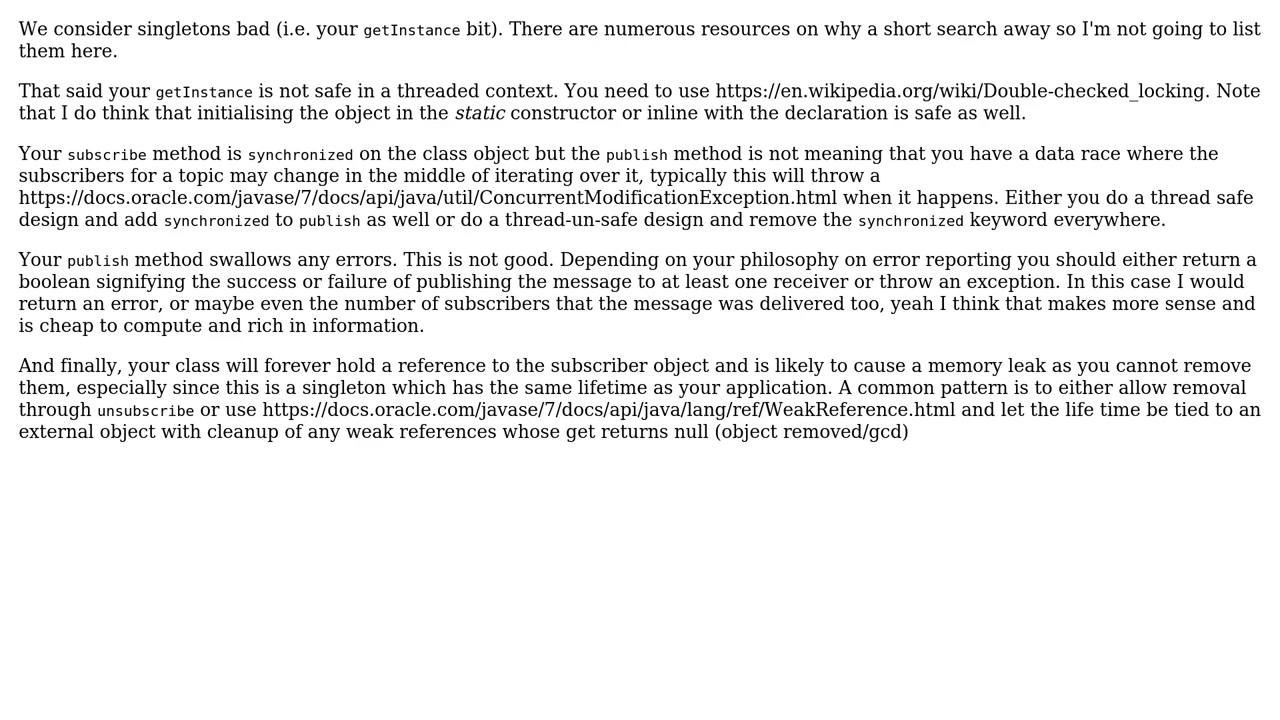 We consider singletons bad (i.e. your getInstance bit). There are numerous resources on why a short search away so I'm not going to list
them here.
That said your getInstance is not safe in a threaded context. You need to use https://en.wikipedia.org/wiki/Double-checked_locking. Note
that I do think that initialising the object in the static constructor or inline with the declaration is safe as well.
Your subscribe method is synchronized on the class object but the publish method is not meaning that you have a data race where the
subscribers for a topic may change in the middle of iterating over it, typically this will throw a
https://docs.oracle.com/javase/7/docs/api/java/util/ConcurrentModificationException.html when it happens. Either you do a thread safe
design and add synchronized to publish as well or do a thread-un-safe design and remove the synchronized keyword everywhere.
Your publish method swallows any errors. This is not good. Depending on your philosophy on error reporting you should either return a
boolean signifying the success or failure of publishing the message to at least one receiver or throw an exception. In this case I would
return an error, or maybe even the number of subscribers that the message was delivered too, yeah I think that makes more sense and
is cheap to compute and rich in information.
And finally, your class will forever hold a reference to the subscriber object and is likely to cause a memory leak as you cannot remove
them, especially since this is a singleton which has the same lifetime as your application. A common pattern is to either allow removal
through unsubscribe or use https://docs.oracle.com/javase/7/docs/api/java/lang/ref/WeakReference.html and let the life time be tied to an
external object with cleanup of any weak references whose get returns null (object removed/gcd)